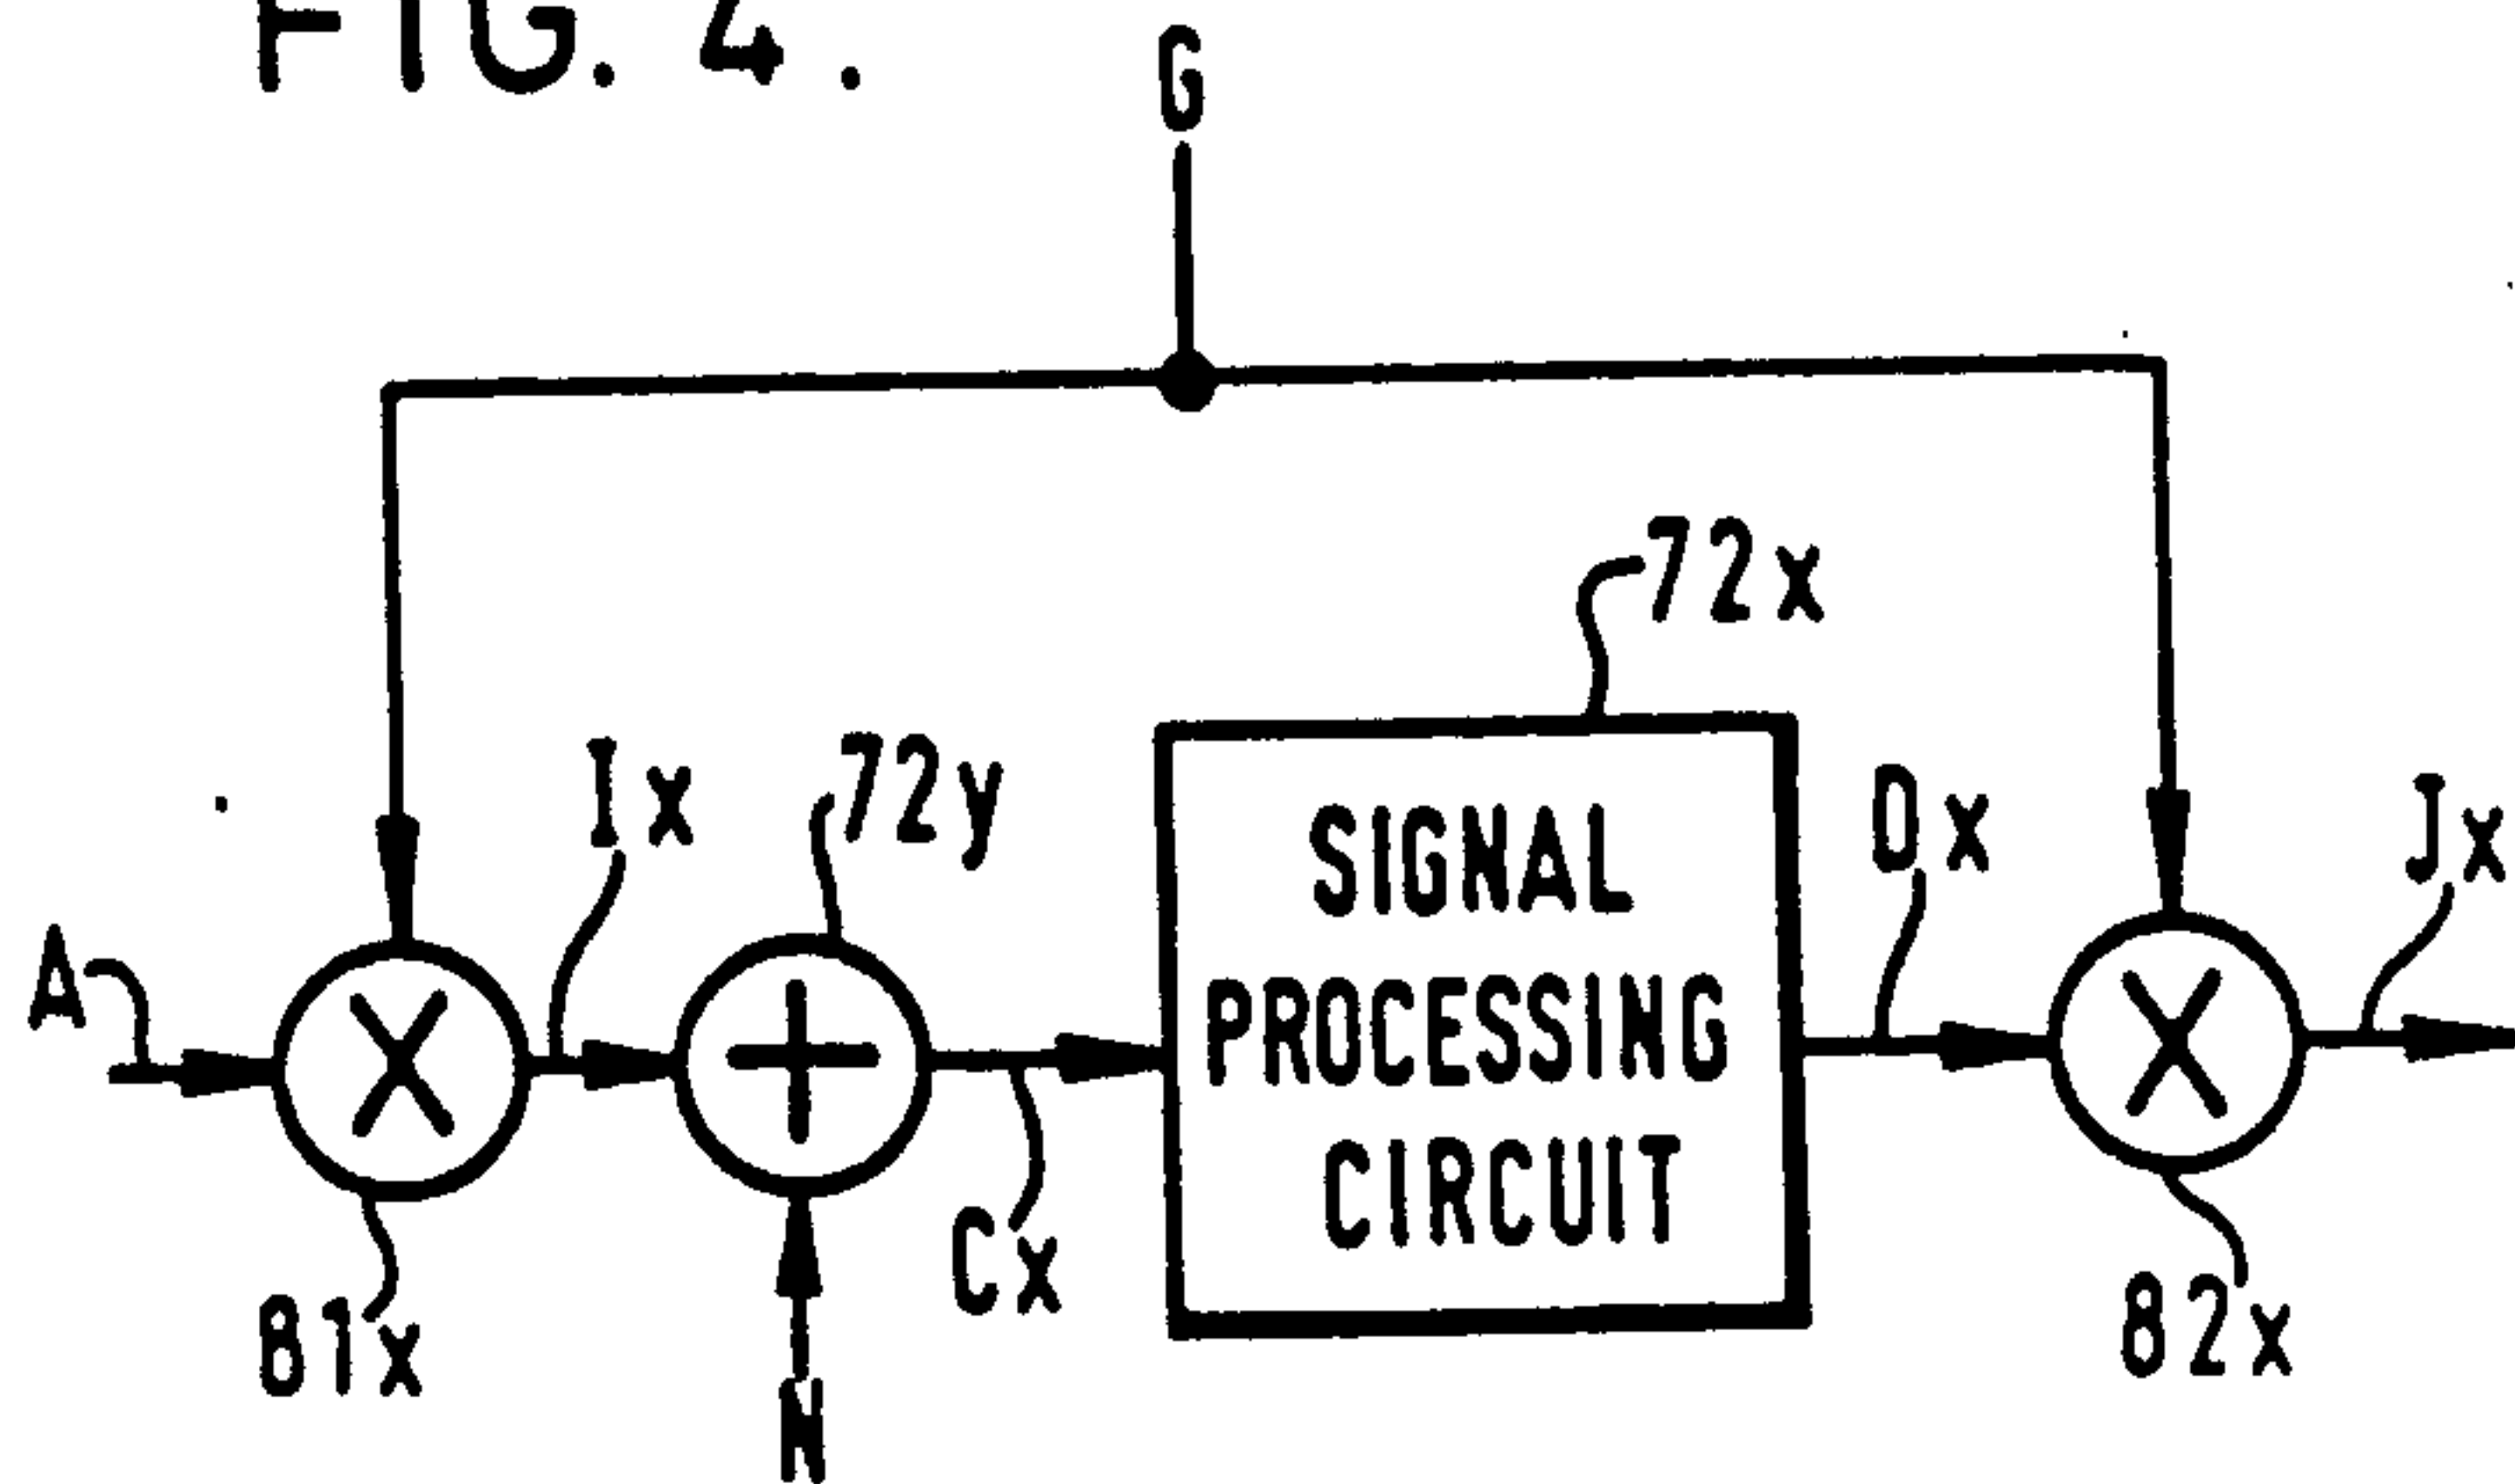 FIG. 4.
G
72x
Ix
72y
Ox
Jx
A
SIGNAL
PROCESSING
CIRCUIT
Cx
81x
82x
N